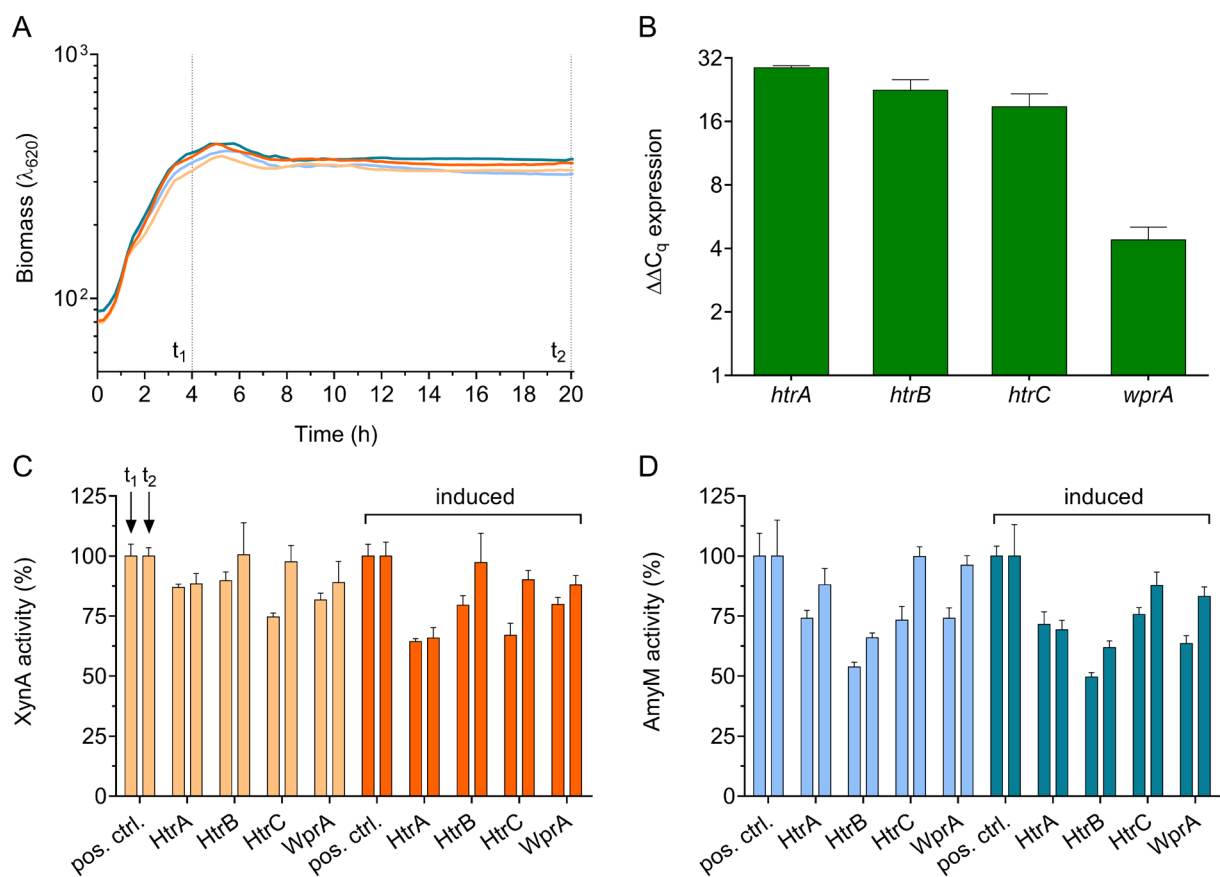 A
10³
10²
Biomass (λ₆₂₀)
t₁
t₂
0 2 4 6 8 10 12 14 16 18 20
Time (h)
B
32
16
8
4
2
1
ΔΔC_q expression
htrA htrB htrC wprA
C
t₁ t₂
induced
125
100
75
50
25
0
XynA activity (%)
pos. ctrl. HtrA HtrB HtrC WprA pos. ctrl. HtrA HtrB HtrC WprA
D
induced
125
100
75
50
25
0
AmyM activity (%)
pos. ctrl. HtrA HtrB HtrC WprA pos. ctrl. HtrA HtrB HtrC WprA